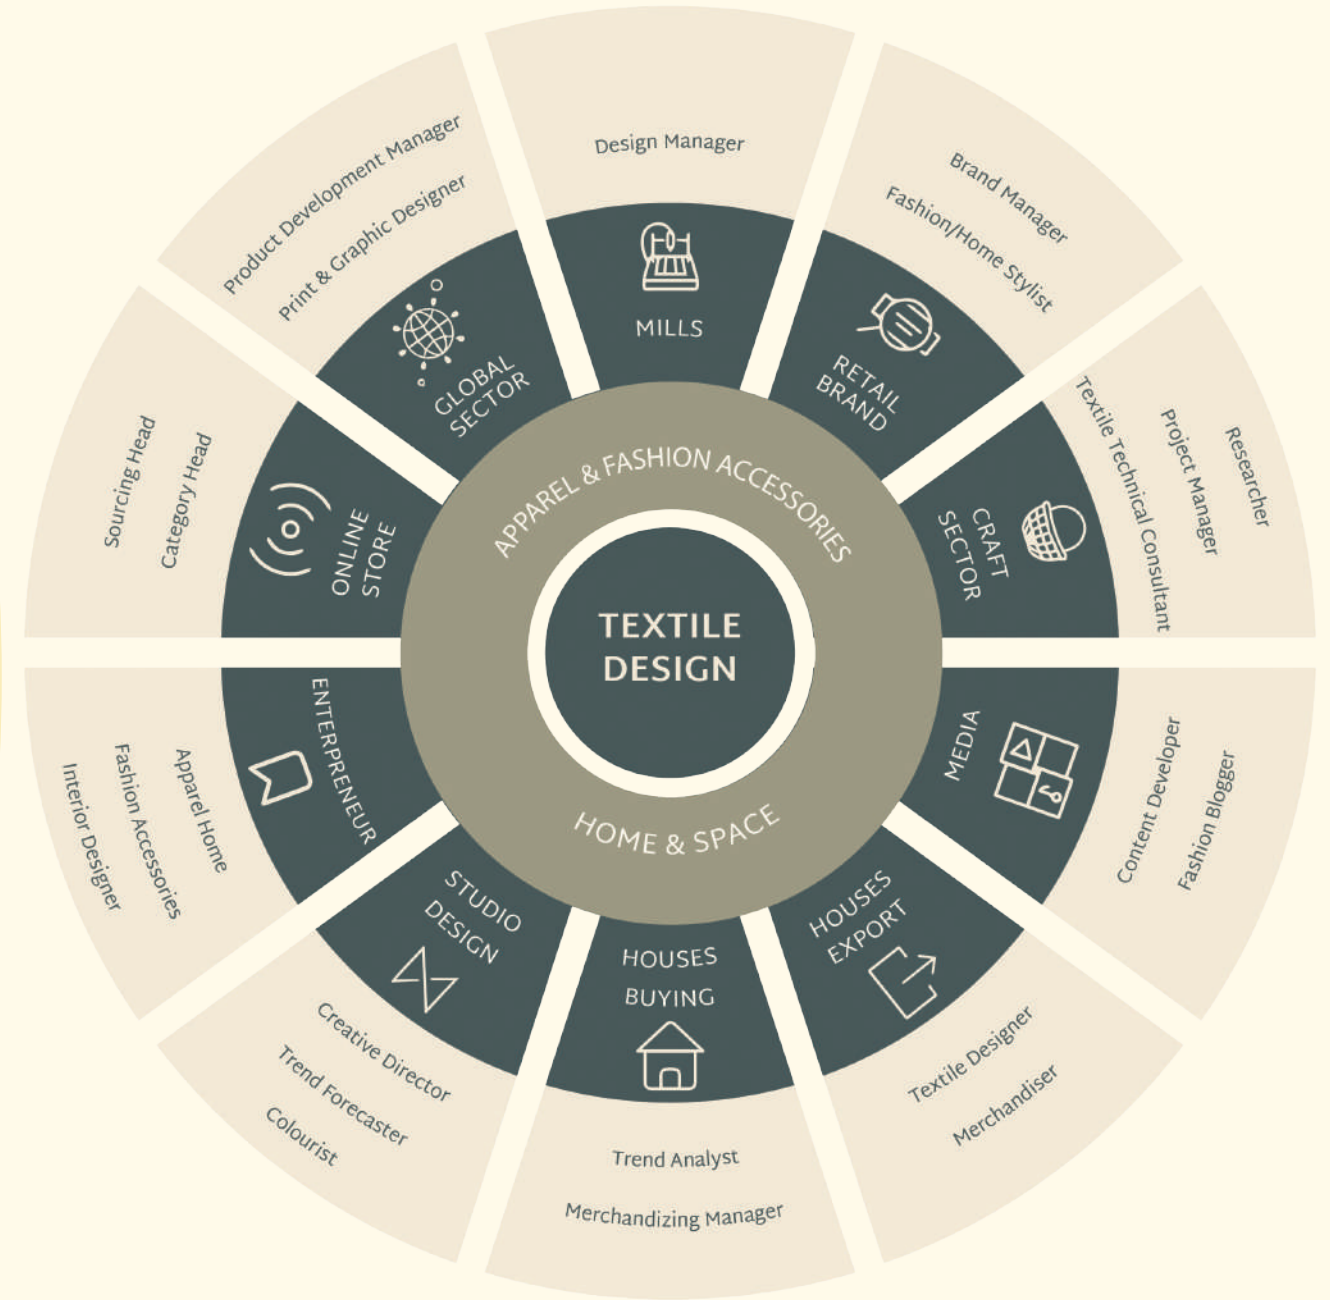 TEXTILE
DESIGN
APPAREL & FASHION ACCESSORIES
HOME & SPACE
MILLS
Design Manager
RETAIL
BRAND
Brand Manager
Fashion/Home Stylist
CRAFT
SECTOR
Researcher
Project Manager
Textile Technical Consultant
MEDIA
Content Developer
Fashion Blogger
HOUSES
EXPORT
Textile Designer
Merchandiser
HOUSES
BUYING
Trend Analyst
Merchandizing Manager
STUDIO
DESIGN
Creative Director
Trend Forecaster
Colourist
ENTERPRENEUR
Apparel Home
Fashion Accessories
Interior Designer
ONLINE
STORE
Sourcing Head
Category Head
GLOBAL
SECTOR
Product Development Manager
Print & Graphic Designer